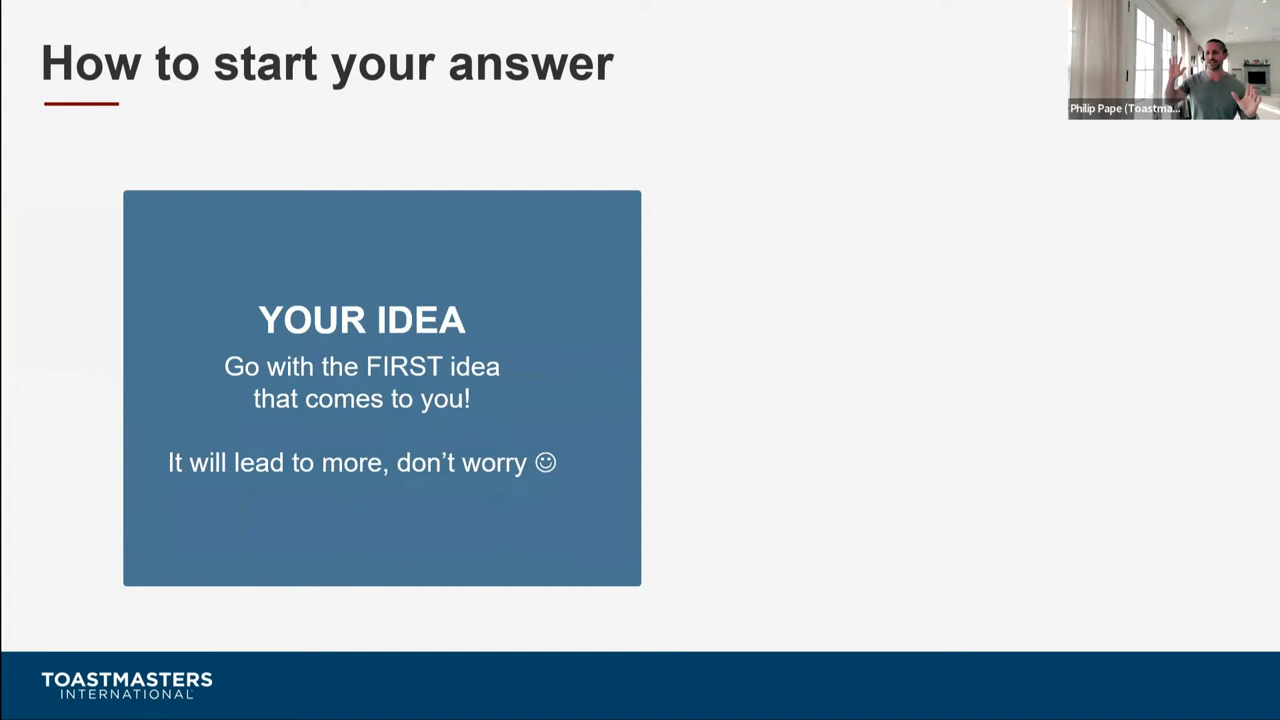 How to start your answer
Philip Pape (Toastma...
YOUR IDEA
Go with the FIRST idea
that comes to you!
It will lead to more, don’t worry ☺
TOASTMASTERS
INTERNATIONAL